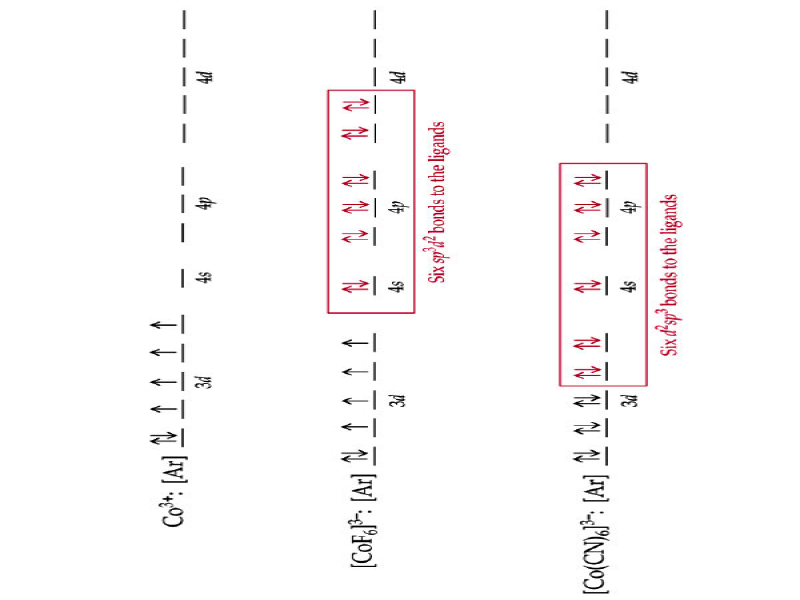 Co³⁺: [Ar]
3d 4s 4p 4d
[CoF₆]³⁻: [Ar]
3d 4s 4p 4d
Six sp³d² bonds to the ligands
[Co(CN)₆]³⁻: [Ar]
3d 4s 4p 4d
Six d²sp³ bonds to the ligands